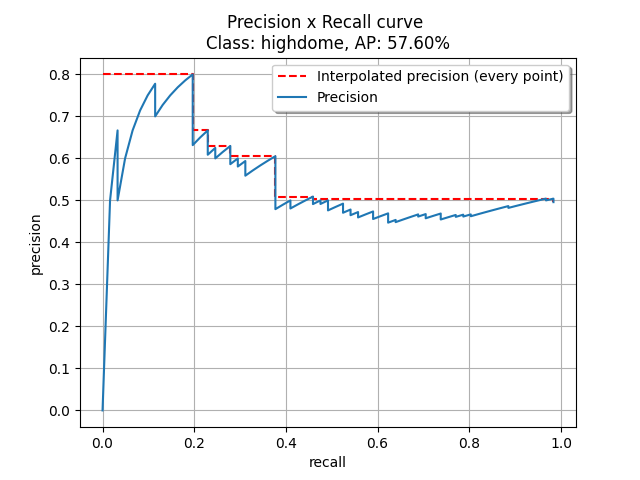 Precision x Recall curve
Class: highdome, AP: 57.60%
Interpolated precision (every point)
Precision
0.8
0.7
0.6
0.5
0.4
0.3
0.2
0.1
0.0
precision
0.0 0.2 0.4 0.6 0.8 1.0
recall